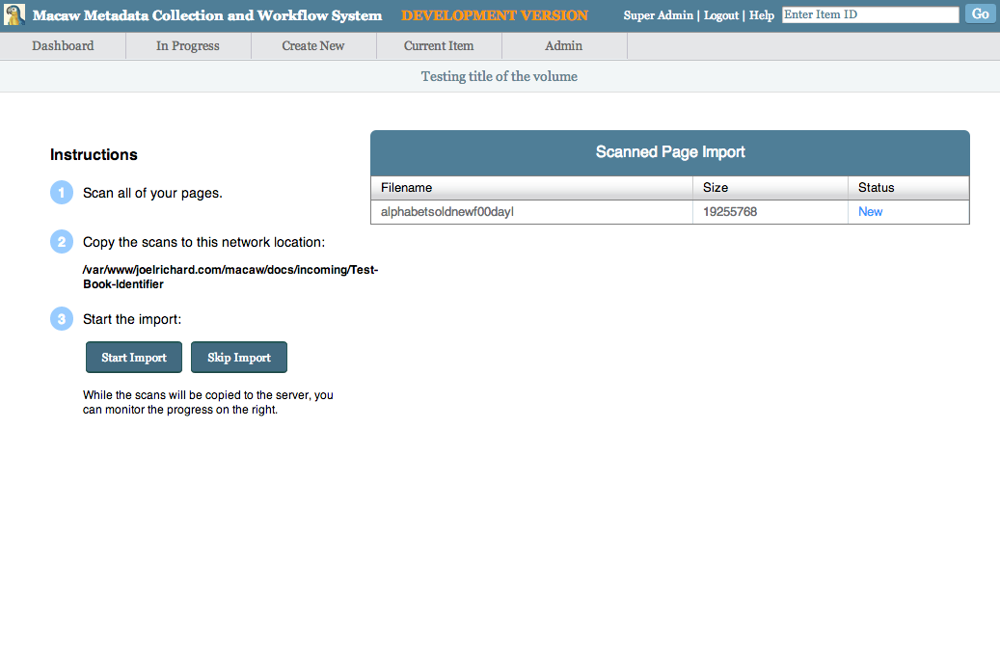 Macaw Metadata Collection and Workflow System DEVELOPMENT VERSION Super Admin | Logout | Help Enter Item ID Go
Dashboard In Progress Create New Current Item Admin
Testing title of the volume
Instructions
1 Scan all of your pages.
2 Copy the scans to this network location:
/var/www/joelrichard.com/macaw/docs/incoming/Test-
Book-Identifier
3 Start the import:
Start Import Skip Import
While the scans will be copied to the server, you
can monitor the progress on the right.
Scanned Page Import
Filename Size Status
alphabetsoldnewf00dayl 19255768 New